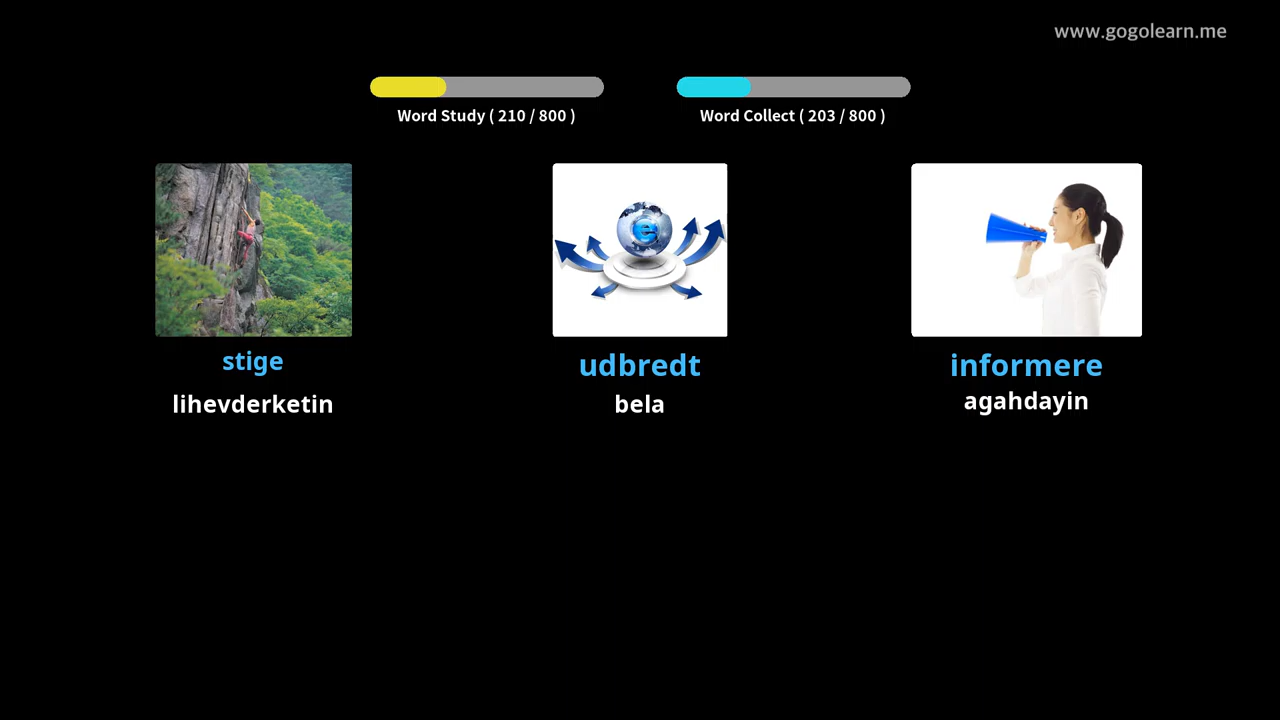 www.gogolearn.me
Word Study ( 210 / 800 )
Word Collect ( 203 / 800 )
e
stige
udbredt
informere
lihevderketin
bela
agahdayin